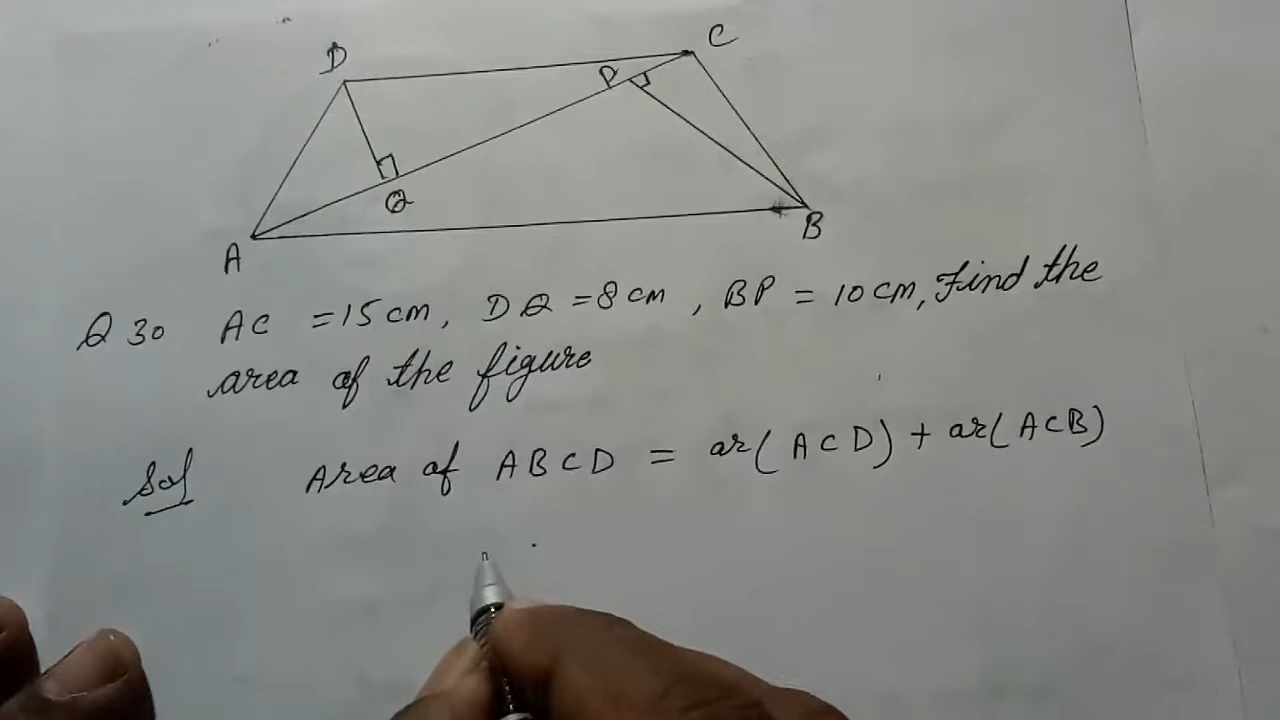 D
C
P
Q
A
B
Q 30 AC = 15 cm, DQ = 8 cm, BP = 10 cm, Find the
area of the figure
Sol Area of ABCD = ar(ACD) + ar(ACB)